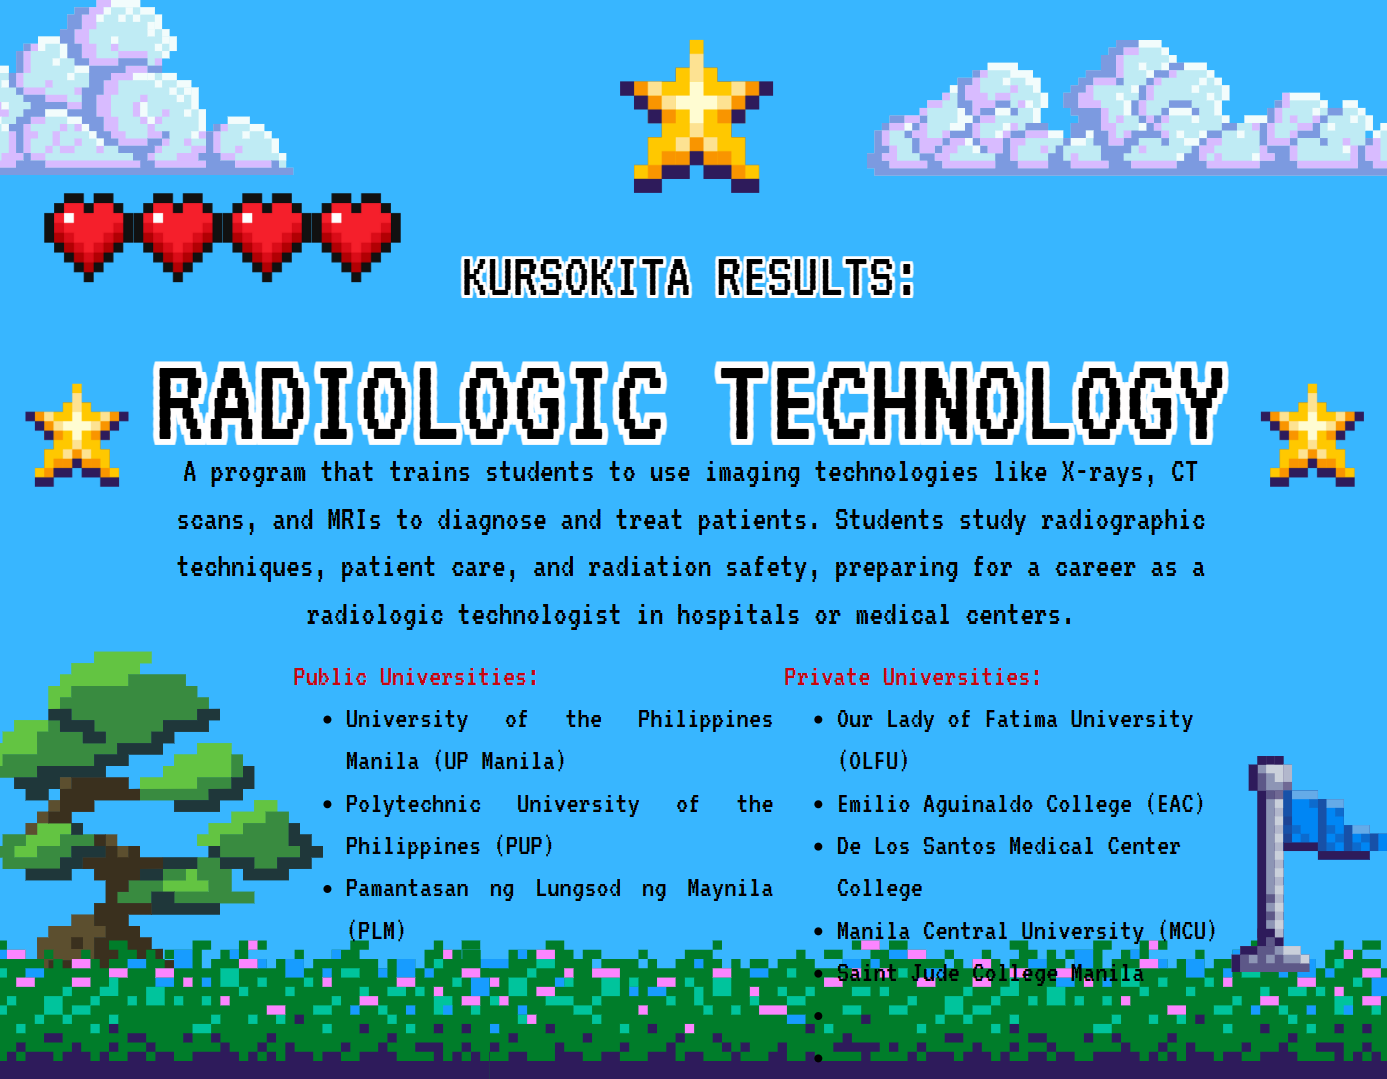 KURSOKITA RESULTS:
RADIOLOGIC TECHNOLOGY
A program that trains students to use imaging technologies like X-rays, CT
scans, and MRIs to diagnose and treat patients. Students study radiographic
techniques, patient care, and radiation safety, preparing for a career as a
radiologic technologist in hospitals or medical centers.
Public Universities:
• University of the Philippines
Manila (UP Manila)
• Polytechnic University of the
Philippines (PUP)
• Pamantasan ng Lungsod ng Maynila
(PLM)
Private Universities:
• Our Lady of Fatima University
(OLFU)
• Emilio Aguinaldo College (EAC)
• De Los Santos Medical Center
College
• Manila Central University (MCU)
• Saint Jude College Manila
•
•